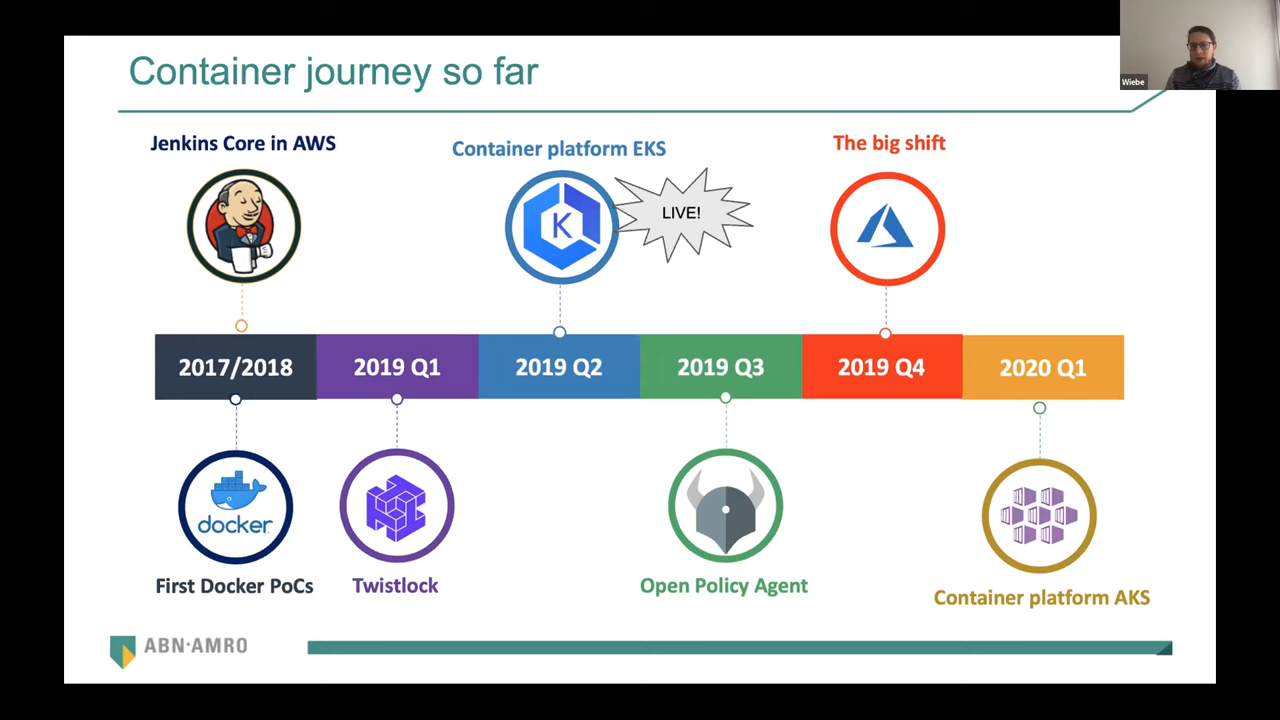 Container journey so far
Wiebe
Jenkins Core in AWS
Container platform EKS
The big shift
K
LIVE!
2017/2018
2019 Q1
2019 Q2
2019 Q3
2019 Q4
2020 Q1
docker
First Docker PoCs
Twistlock
Open Policy Agent
Container platform AKS
ABN·AMRO